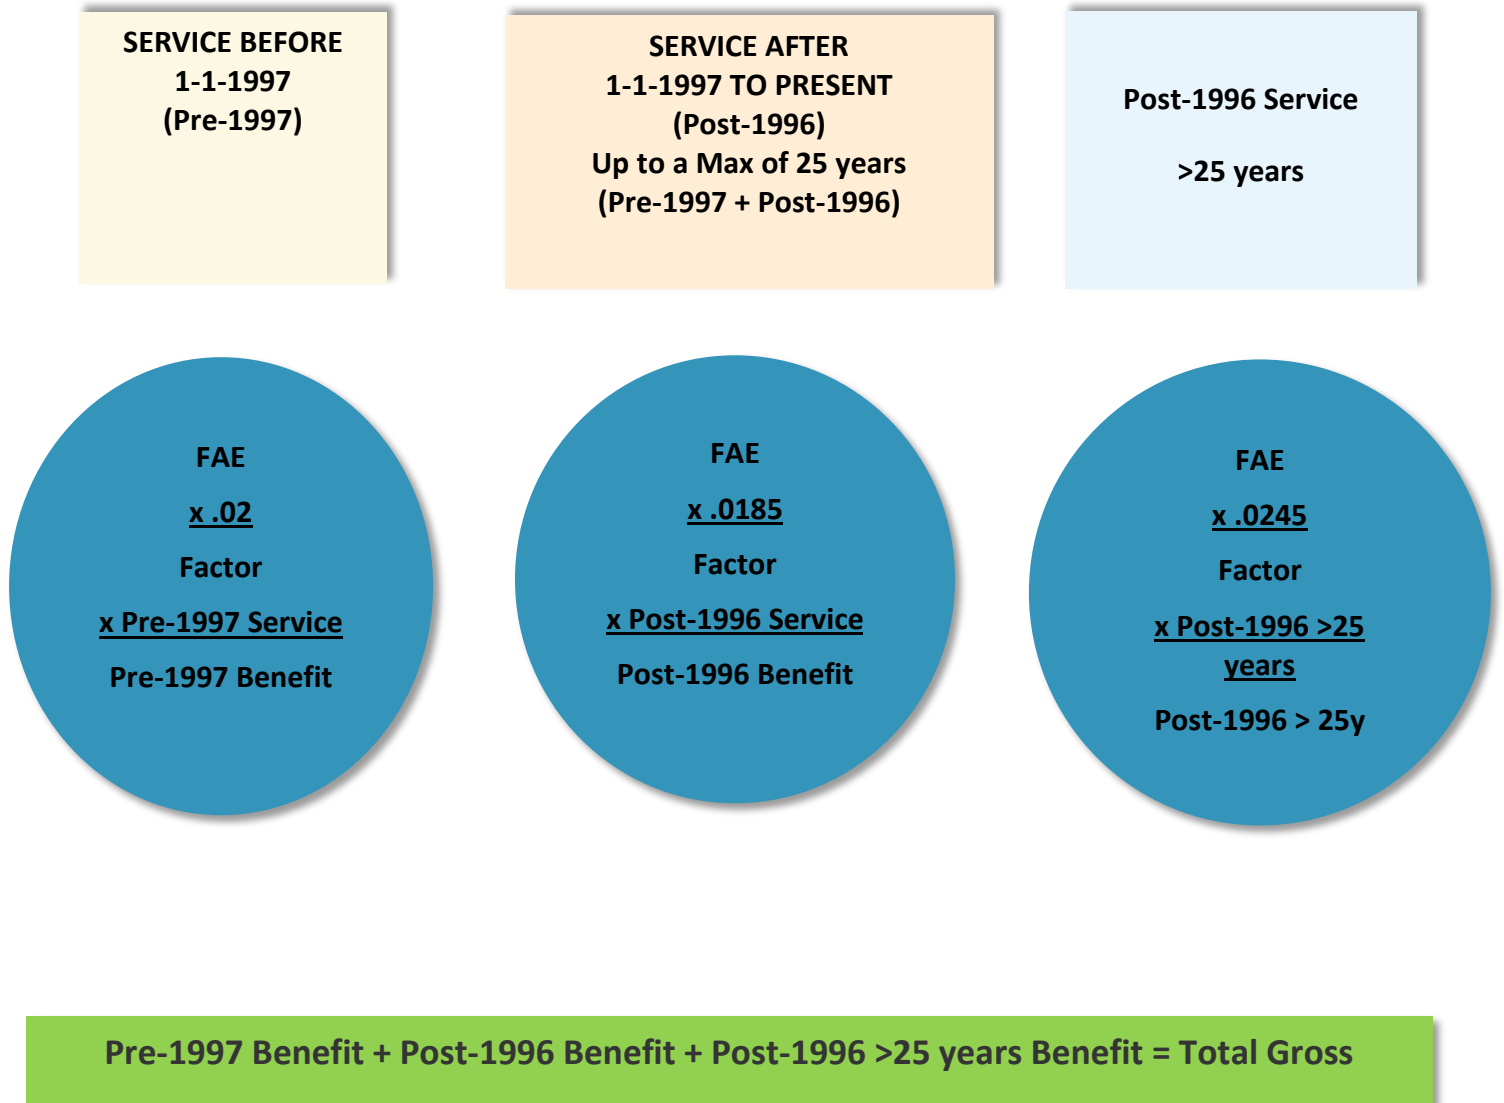 SERVICE BEFORE
1-1-1997
(Pre-1997)
SERVICE AFTER
1-1-1997 TO PRESENT
(Post-1996)
Up to a Max of 25 years
(Pre-1997 + Post-1996)
Post-1996 Service
>25 years
FAE
x .02
Factor
x Pre-1997 Service
Pre-1997 Benefit
FAE
x .0185
Factor
x Post-1996 Service
Post-1996 Benefit
FAE
x .0245
Factor
x Post-1996 >25
years
Post-1996 > 25y
Pre-1997 Benefit + Post-1996 Benefit + Post-1996 >25 years Benefit = Total Gross